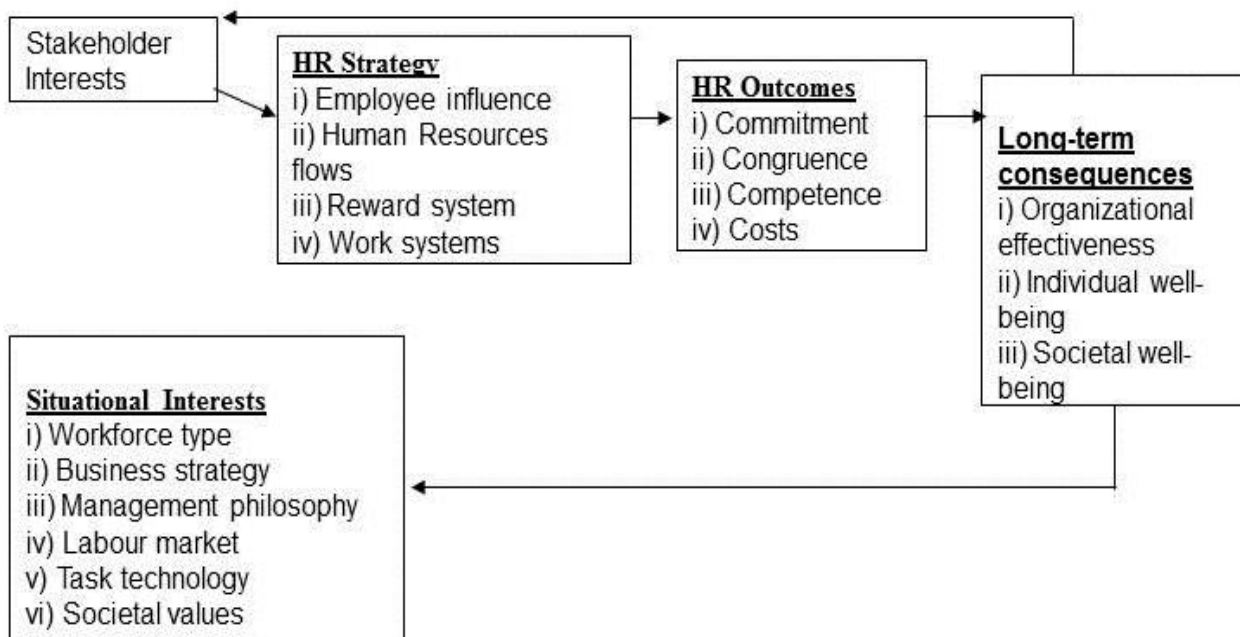 Stakeholder
Interests
HR Strategy
i) Employee influence
ii) Human Resources
flows
iii) Reward system
iv) Work systems
HR Outcomes
i) Commitment
ii) Congruence
iii) Competence
iv) Costs
Long-term
consequences
i) Organizational
effectiveness
ii) Individual well-
being
iii) Societal well-
being
Situational Interests
i) Workforce type
ii) Business strategy
iii) Management philosophy
iv) Labour market
v) Task technology
vi) Societal values